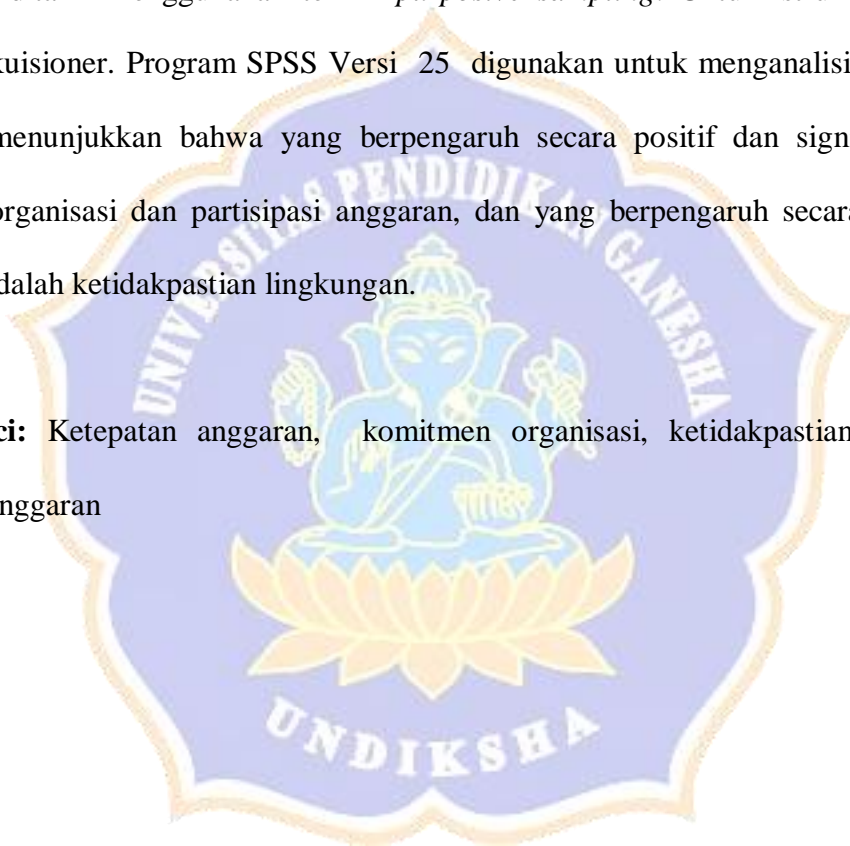 menggunakan
kuisioner. Program SPSS Versi 25 digunakan untuk menganalisi
menunjukkan bahwa yang berpengaruh secara positif dan sign
organisasi dan partisipasi anggaran, dan yang berpengaruh secara
dalah ketidakpastian lingkungan.
ci: Ketepatan anggaran, komitmen organisasi, ketidakpastian
nggaran
UNIVERSITAS PENDIDIKAN GANESHA
UNDIKSHA